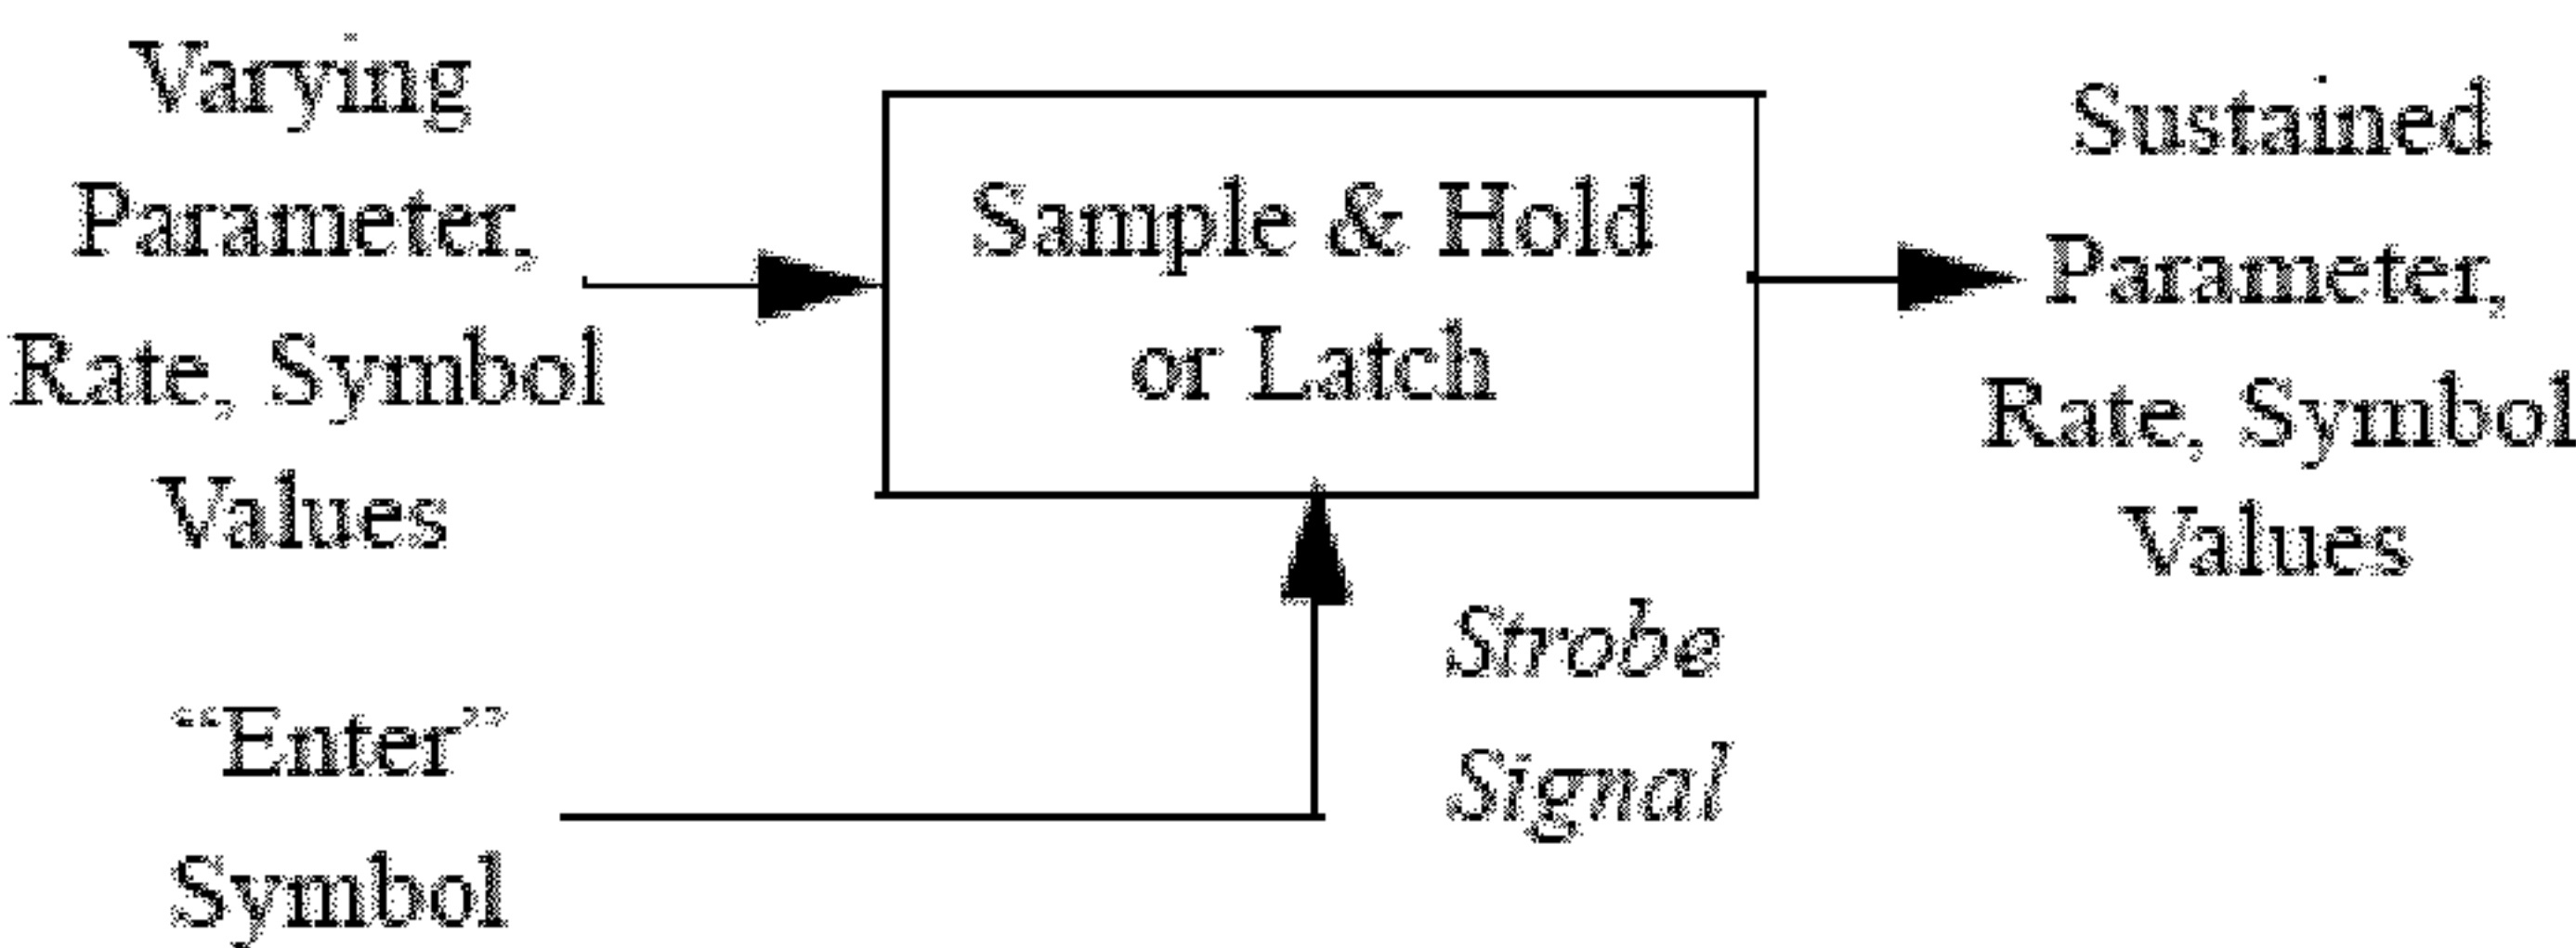 Varying
Parameter,
Rate, Symbol
Values
Sample & Hold
or Latch
Sustained
Parameter,
Rate, Symbol
Values
“Enter”
Symbol
Strobe
Signal